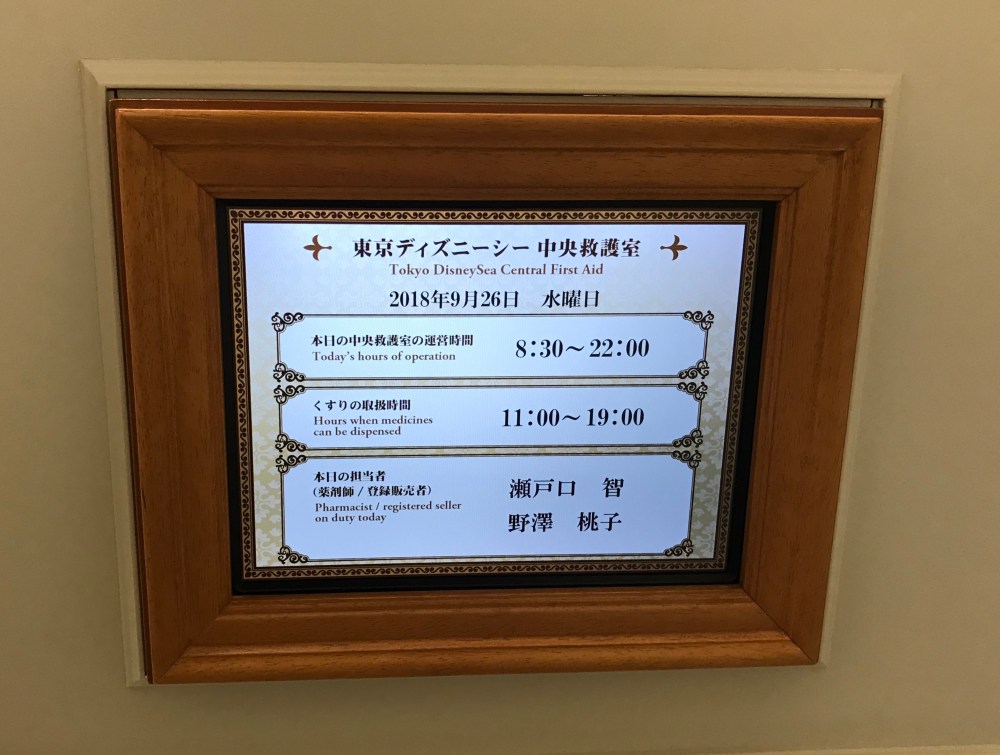 東京ディズニーシー 中央救護室
Tokyo DisneySea Central First Aid
2018年9月26日　水曜日
本日の中央救護室の運営時間
Today's hours of operation
8:30～22:00
くすりの取扱時間
Hours when medicines
can be dispensed
11:00～19:00
本日の担当者
（薬剤師 / 登録販売者）
Pharmacist / registered seller
on duty today
瀬戸口　智
野澤　桃子